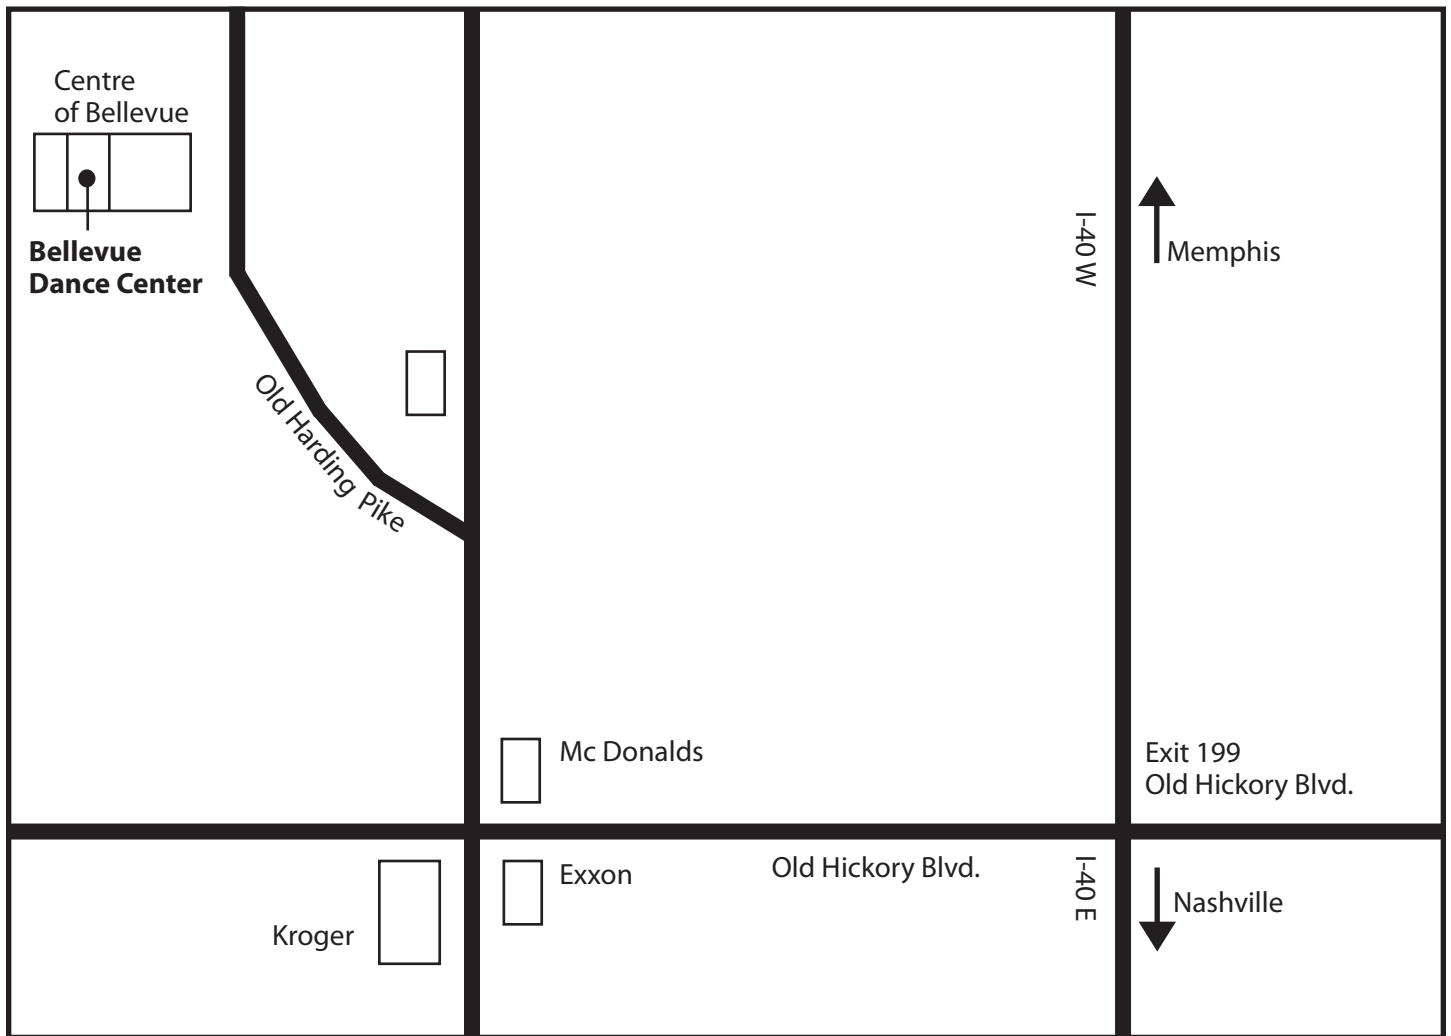 Centre
of Bellevue
Bellevue
Dance Center
I-40 W
Memphis
Old Harding Pike
Mc Donalds
Exit 199
Old Hickory Blvd.
Exxon
Old Hickory Blvd.
I-40 E
Nashville
Kroger